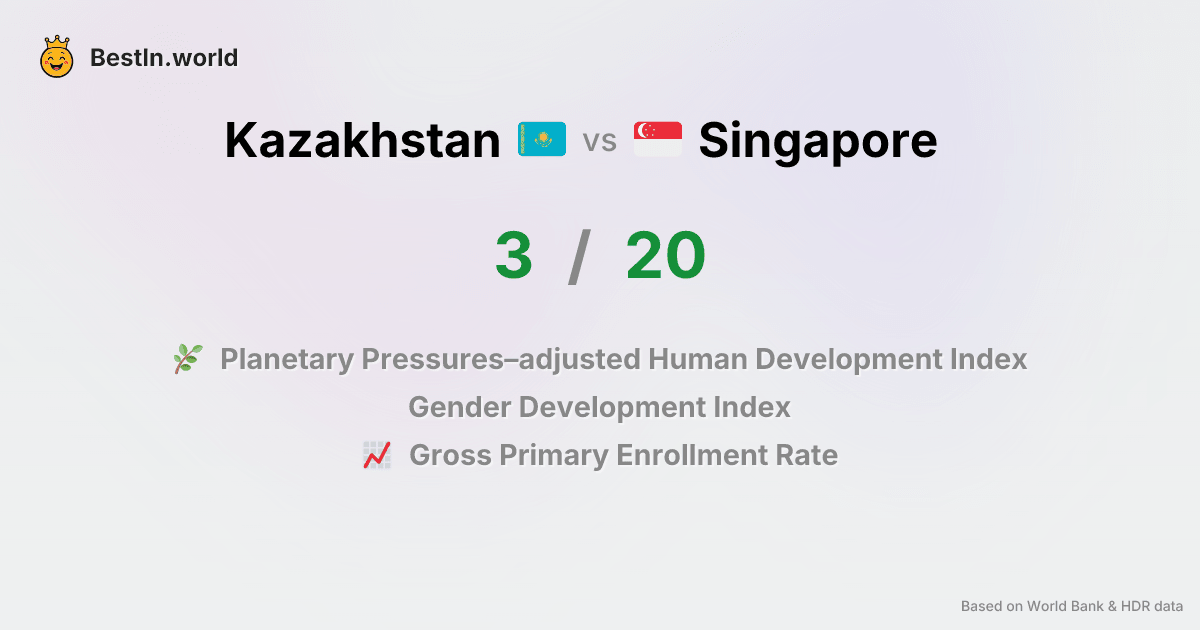 BestIn.world
Kazakhstan vs Singapore
3 / 20
Planetary Pressures–adjusted Human Development Index
Gender Development Index
Gross Primary Enrollment Rate
Based on World Bank & HDR data